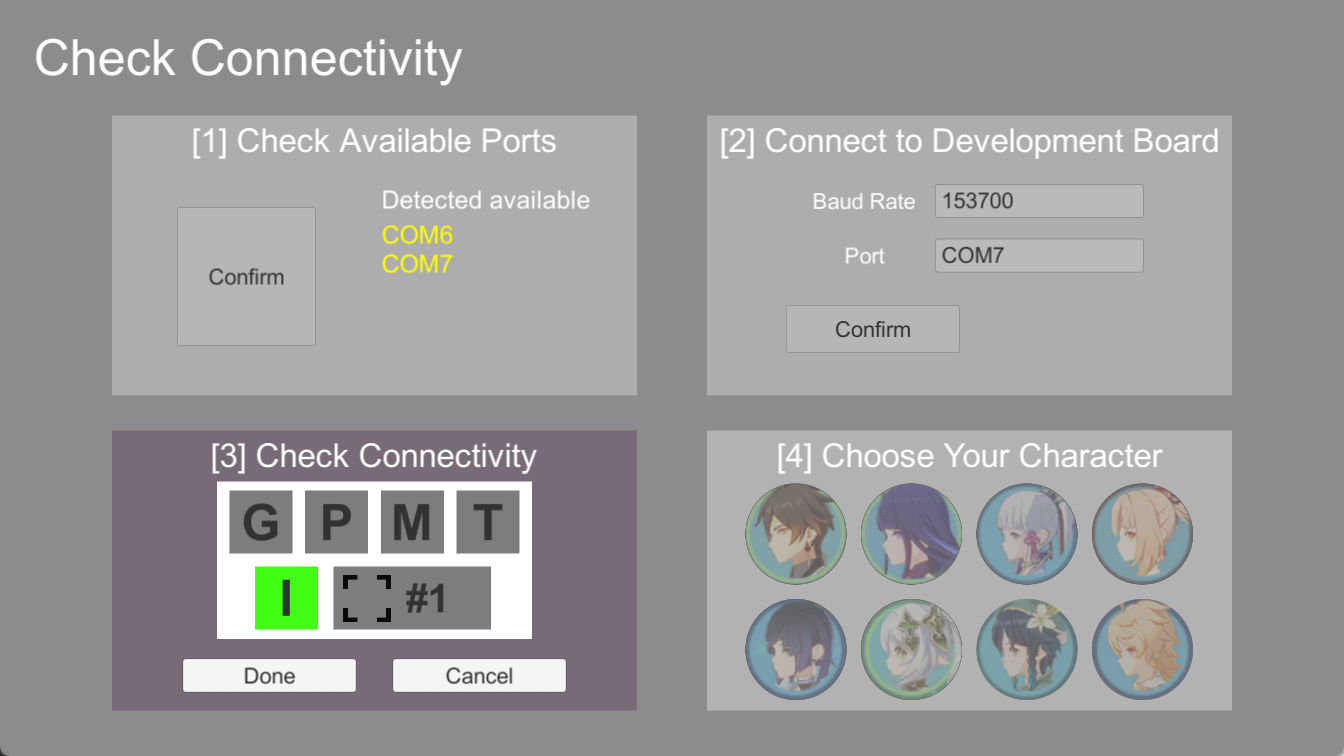 Check Connectivity
[1] Check Available Ports
Confirm
Detected available
COM6
COM7
[2] Connect to Development Board
Baud Rate 153700
Port COM7
Confirm
[3] Check Connectivity
G P M T
I #1
Done Cancel
[4] Choose Your Character